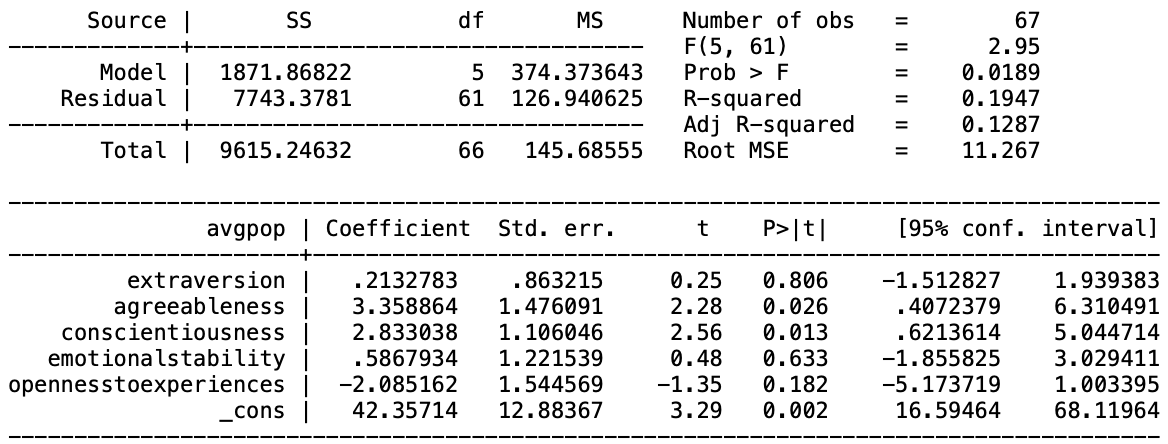 Source | SS df MS Number of obs = 67
-------------+---------------------------------- F(5, 61) = 2.95
Model | 1871.86822 5 374.373643 Prob > F = 0.0189
Residual | 7743.3781 61 126.940625 R-squared = 0.1947
-------------+---------------------------------- Adj R-squared = 0.1287
Total | 9615.24632 66 145.68555 Root MSE = 11.267
---------------------------------------------------------------------------------------
avgpop | Coefficient Std. err. t P>|t| [95% conf. interval]
----------------------+----------------------------------------------------------------
extraversion | .2132783 .863215 0.25 0.806 -1.512827 1.939383
agreeableness | 3.358864 1.476091 2.28 0.026 .4072379 6.310491
conscientiousness | 2.833038 1.106046 2.56 0.013 .6213614 5.044714
emotionalstability | .5867934 1.221539 0.48 0.633 -1.855825 3.029411
opennesstoexperiences | -2.085162 1.544569 -1.35 0.182 -5.173719 1.003395
_cons | 42.35714 12.88367 3.29 0.002 16.59464 68.11964
---------------------------------------------------------------------------------------